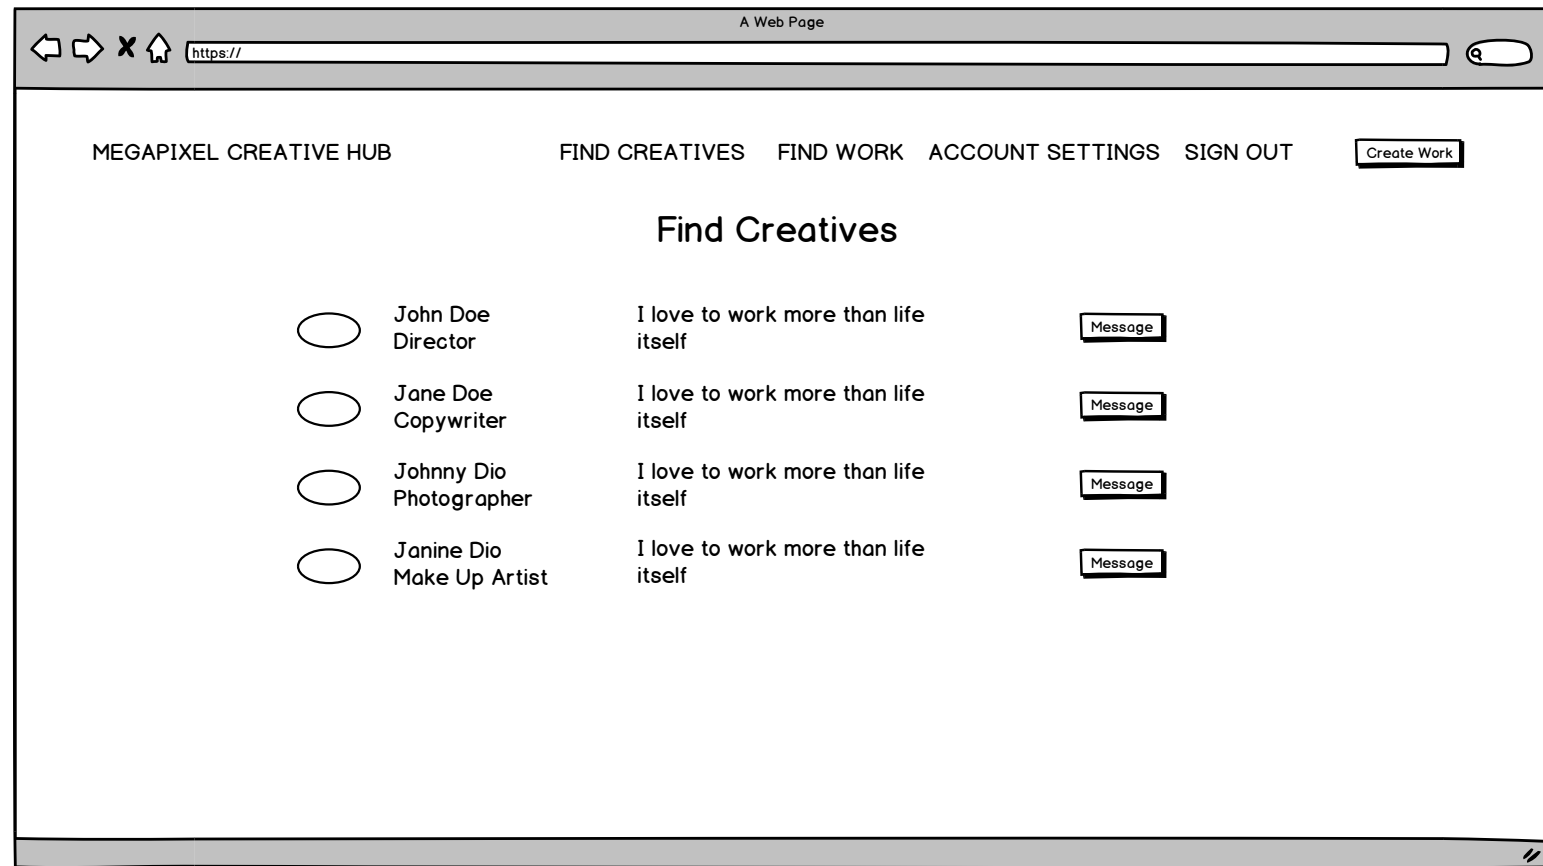 A Web Page
https://
MEGAPIXEL CREATIVE HUB
FIND CREATIVES
FIND WORK
ACCOUNT SETTINGS
SIGN OUT
Create Work
Find Creatives
John Doe
Director
I love to work more than life
itself
Message
Jane Doe
Copywriter
I love to work more than life
itself
Message
Johnny Dio
Photographer
I love to work more than life
itself
Message
Janine Dio
Make Up Artist
I love to work more than life
itself
Message